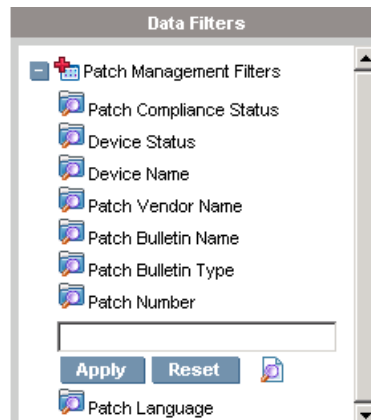 Data Filters
Patch Management Filters
Patch Compliance Status
Device Status
Device Name
Patch Vendor Name
Patch Bulletin Name
Patch Bulletin Type
Patch Number
Apply Reset
Patch Language